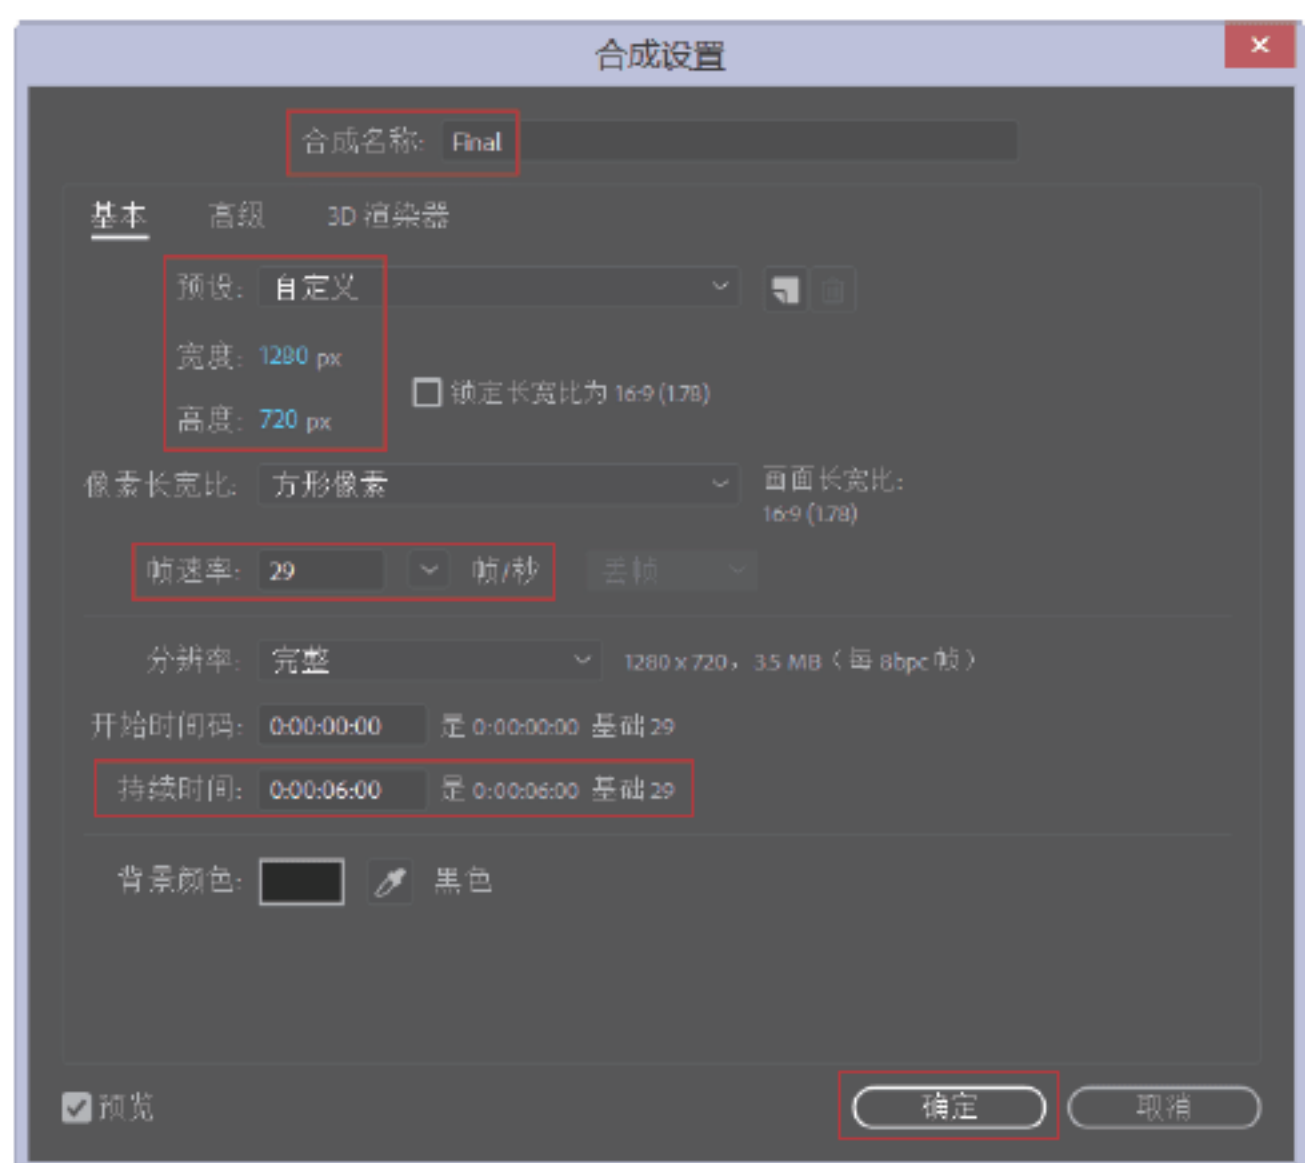 合成设置
合成名称: Final
基本 高级 3D 渲染器
预设: 自定义
宽度: 1280 px
锁定长宽比为 16:9 (1.78)
高度: 720 px
像素长宽比: 方形像素
画面长宽比:
16:9 (1.78)
帧速率: 29 帧/秒 丢帧
分辨率: 完整 1280 x 720，3.5 MB（每 8bpc 帧）
开始时间码: 0:00:00:00 是 0:00:00:00 基础 29
持续时间: 0:00:06:00 是 0:00:06:00 基础 29
背景颜色: 黑色
预览 确定 取消